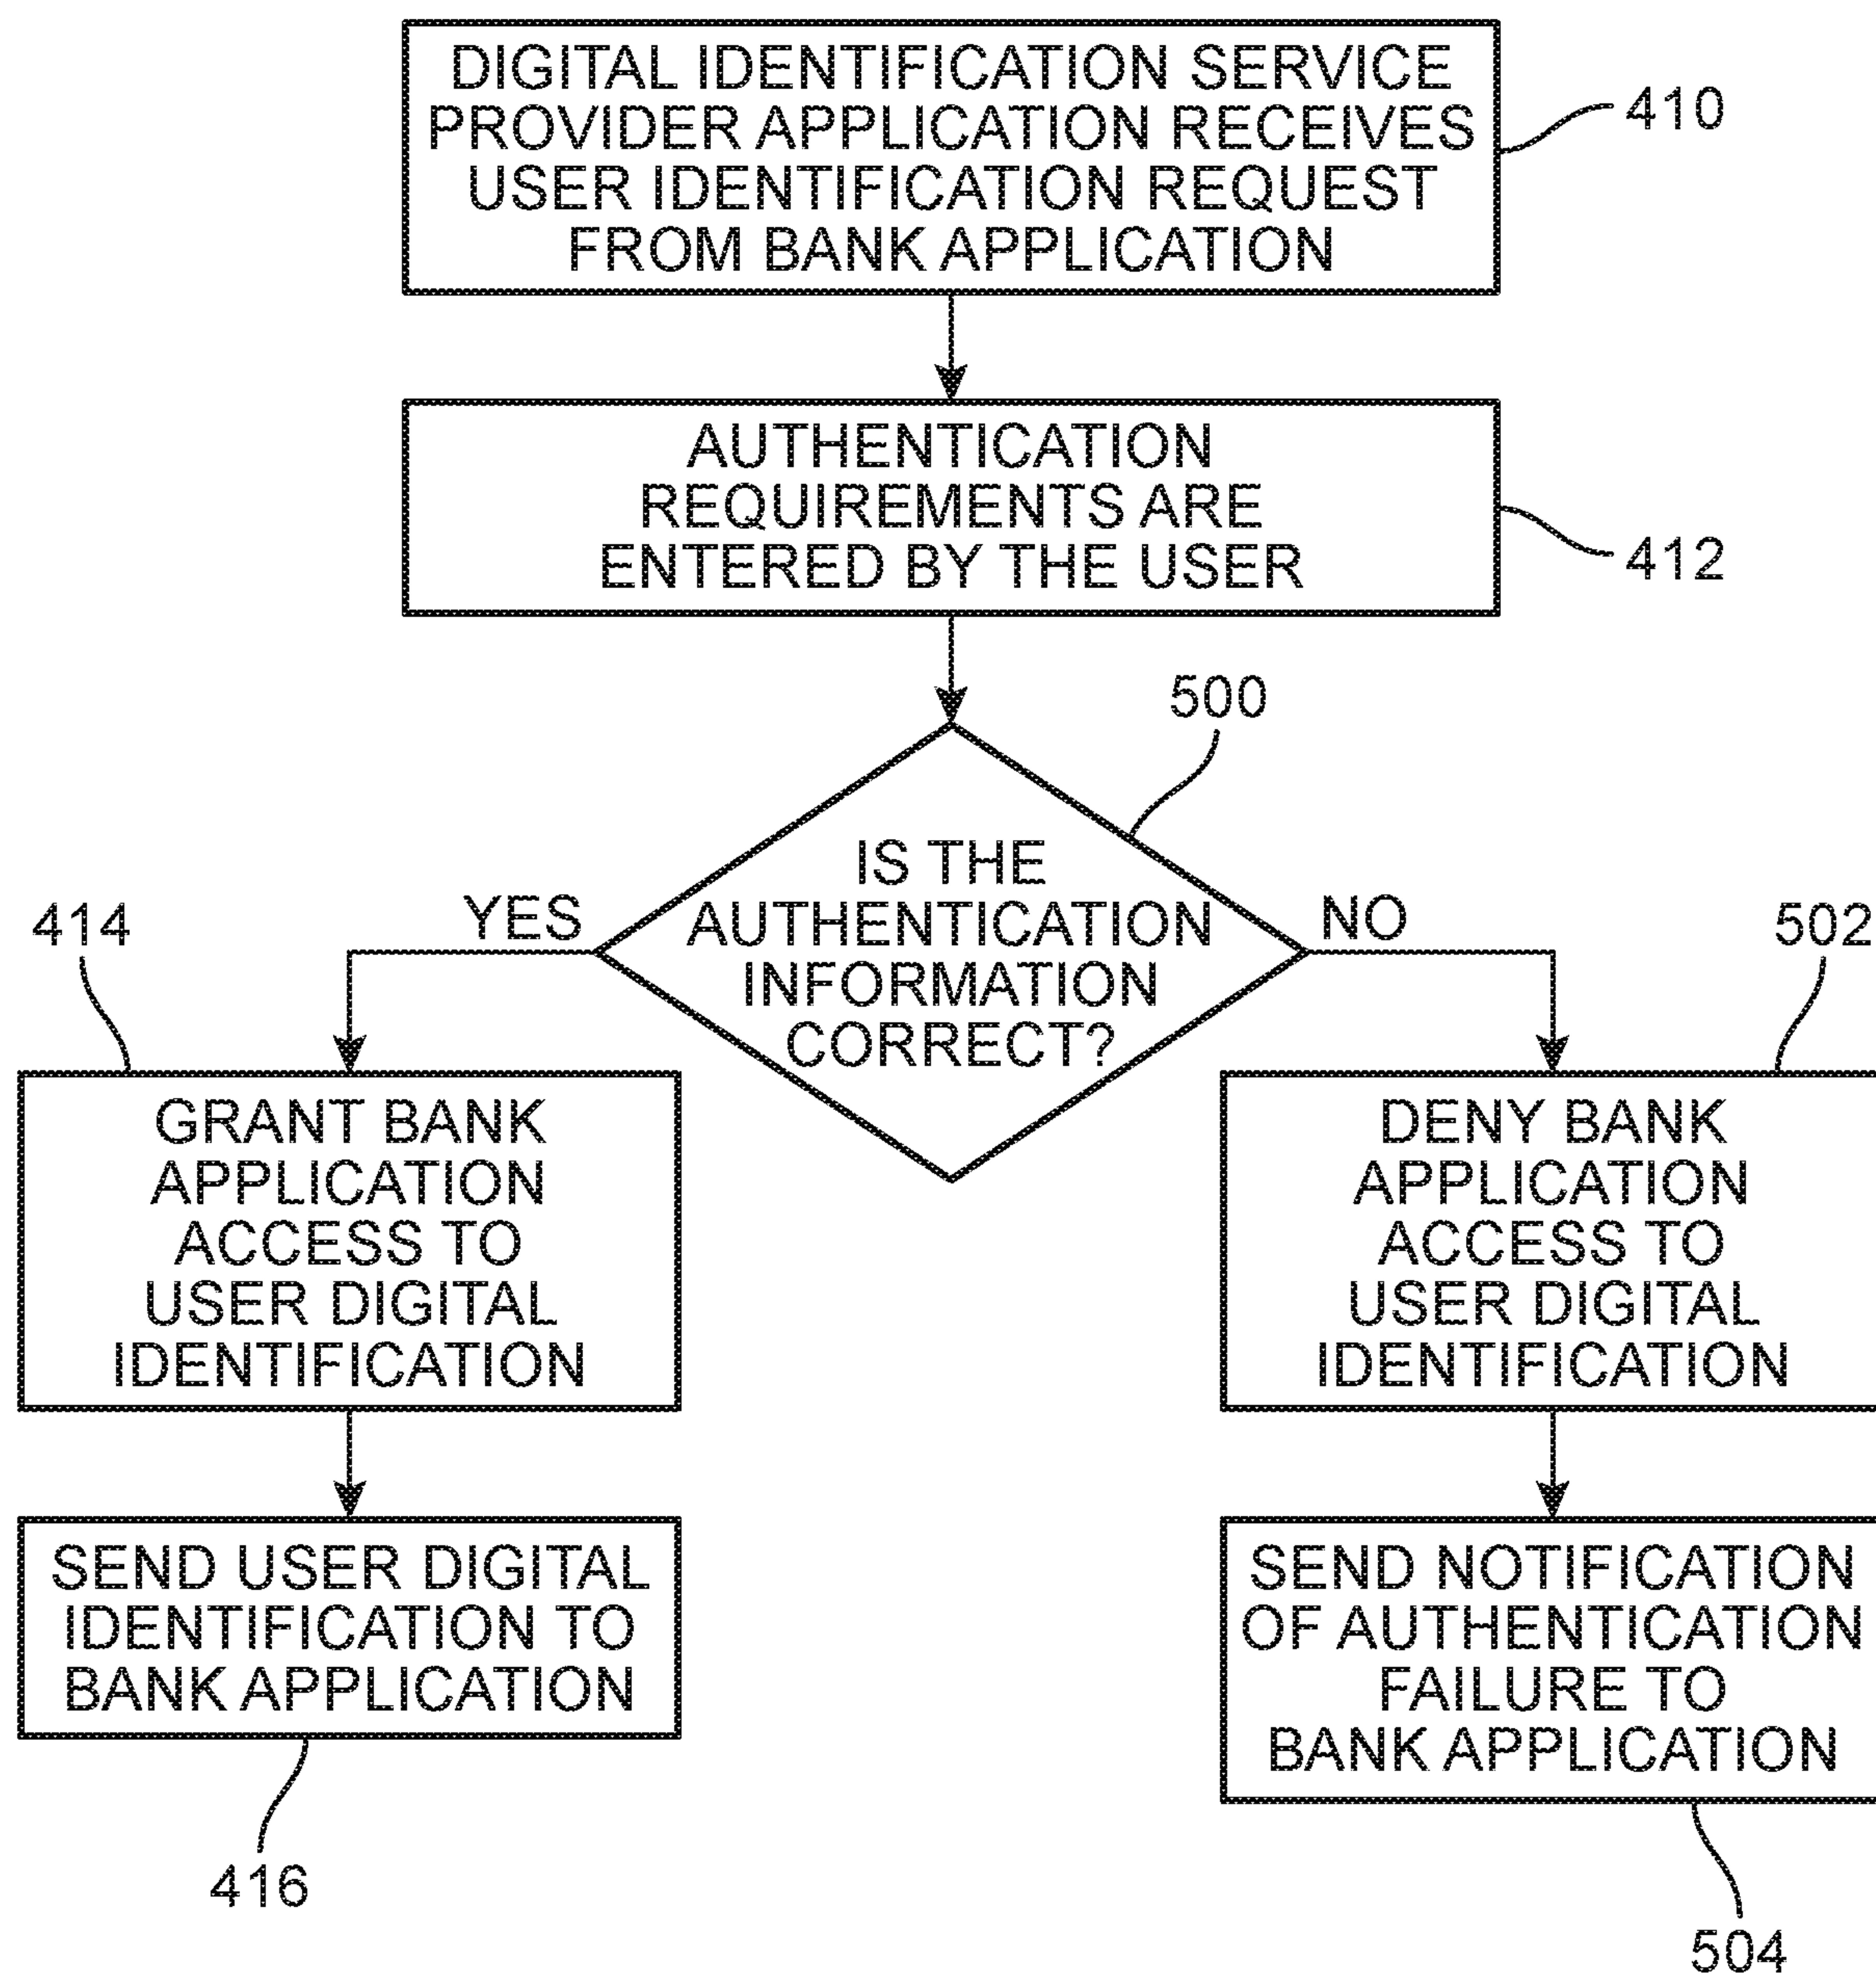 DIGITAL IDENTIFICATION SERVICE
PROVIDER APPLICATION RECEIVES
USER IDENTIFICATION REQUEST
FROM BANK APPLICATION
410
AUTHENTICATION
REQUIREMENTS ARE
ENTERED BY THE USER
412
500
IS THE
AUTHENTICATION
INFORMATION
CORRECT?
YES
NO
414
GRANT BANK
APPLICATION
ACCESS TO
USER DIGITAL
IDENTIFICATION
502
DENY BANK
APPLICATION
ACCESS TO
USER DIGITAL
IDENTIFICATION
SEND USER DIGITAL
IDENTIFICATION TO
BANK APPLICATION
416
SEND NOTIFICATION
OF AUTHENTICATION
FAILURE TO
BANK APPLICATION
504